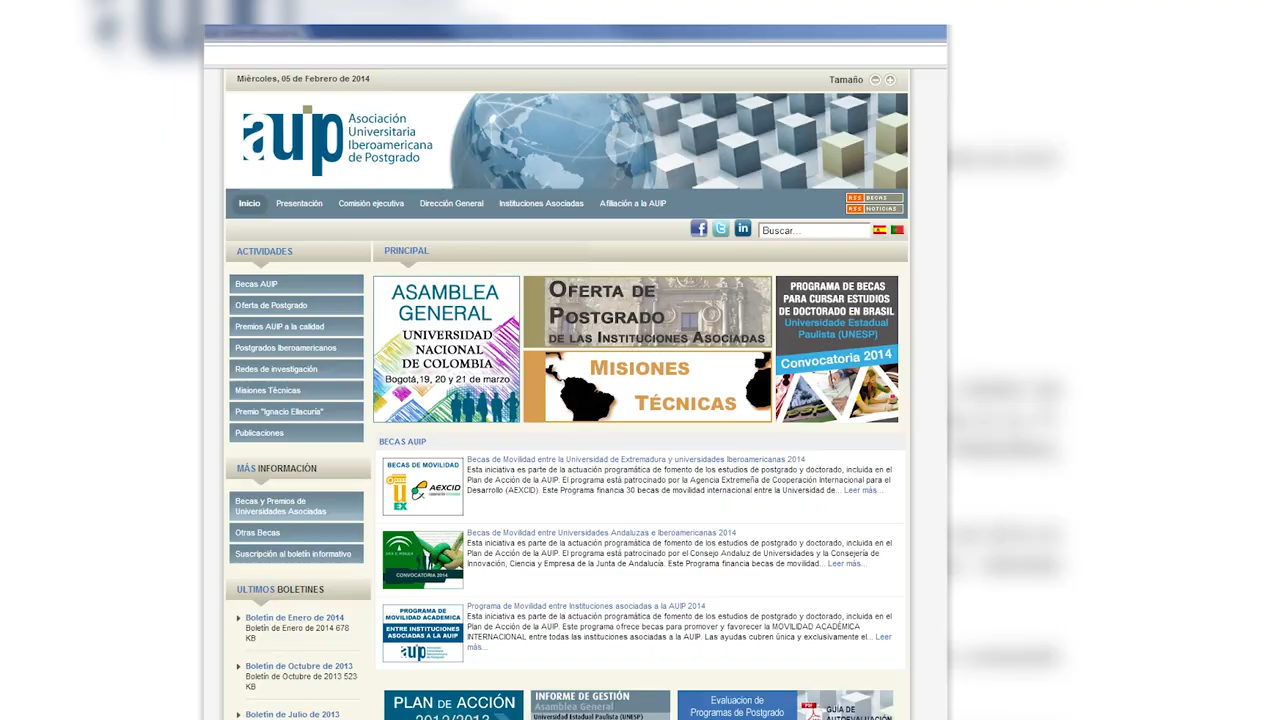 Miércoles, 05 de Febrero de 2014
Tamaño
auip
Asociación
Universitaria
Iberoamericana
de Postgrado
Inicio
Presentación
Comisión ejecutiva
Dirección General
Instituciones Asociadas
Afiliación a la AUIP
RSS BECAS
RSS NOTICIAS
Buscar...
ACTIVIDADES
Becas AUIP
Oferta de Postgrado
Premios AUIP a la calidad
Postgrados Iberoamericanos
Redes de investigación
Misiones Técnicas
Premio "Ignacio Ellacuría"
Publicaciones
MÁS INFORMACIÓN
Becas y Premios de
Universidades Asociadas
Otras Becas
Suscripción al boletín informativo
ULTIMOS BOLETINES
Boletín de Enero de 2014
Boletín de Enero de 2014 678
KB
Boletín de Octubre de 2013
Boletín de Octubre de 2013 523
KB
Boletín de Julio de 2013
PRINCIPAL
ASAMBLEA
GENERAL
UNIVERSIDAD
NACIONAL
DE COLOMBIA
Bogotá,19, 20 y 21 de marzo
OFERTA DE
POSTGRADO
DE LAS INSTITUCIONES ASOCIADAS
MISIONES
TÉCNICAS
PROGRAMA DE BECAS
PARA CURSAR ESTUDIOS
DE DOCTORADO EN BRASIL
Universidade Estadual
Paulista (UNESP)
Convocatoria 2014
BECAS AUIP
BECAS DE MOVILIDAD
UEX
AEXCID
Becas de Movilidad entre la Universidad de Extremadura y universidades Iberoamericanas 2014
Esta iniciativa es parte de la actuación programática de fomento de los estudios de postgrado y doctorado, incluida en el
Plan de Acción de la AUIP. El programa está patrocinado por la Agencia Extremeña de Cooperación Internacional para el
Desarrollo (AEXCID). Este Programa financia 30 becas de movilidad internacional entre la Universidad de... Leer más...
CONVOCATORIA 2014
Becas de Movilidad entre Universidades Andaluzas e Iberoamericanas 2014
Esta iniciativa es parte de la actuación programática de fomento de los estudios de postgrado y doctorado, incluida en el
Plan de Acción de la AUIP. El programa está patrocinado por el Consejo Andaluz de Universidades y la Consejería de
Innovación, Ciencia y Empresa de la Junta de Andalucía. Este Programa financia becas de movilidad... Leer más...
PROGRAMA DE
MOVILIDAD ACADEMICA
ENTRE INSTITUCIONES
ASOCIADAS A LA AUIP
auip
Programa de Movilidad entre Instituciones asociadas a la AUIP 2014
Esta iniciativa es parte de la actuación programática de fomento de los estudios de postgrado y doctorado, incluida en el
Plan de Acción de la AUIP. Este programa ofrece becas para promover y favorecer la MOVILIDAD ACADÉMICA
INTERNACIONAL entre todas las instituciones asociadas a la AUIP. Las ayudas cubren única y exclusivamente el... Leer
más...
PLAN DE ACCIÓN
2012/2013
INFORME DE GESTIÓN
Asamblea General
Universidad Estadual Paulista (UNESP)
Evaluacion de
Programas de Postgrado
PDF
GUÍA DE
AUTOEVALUACIÓN